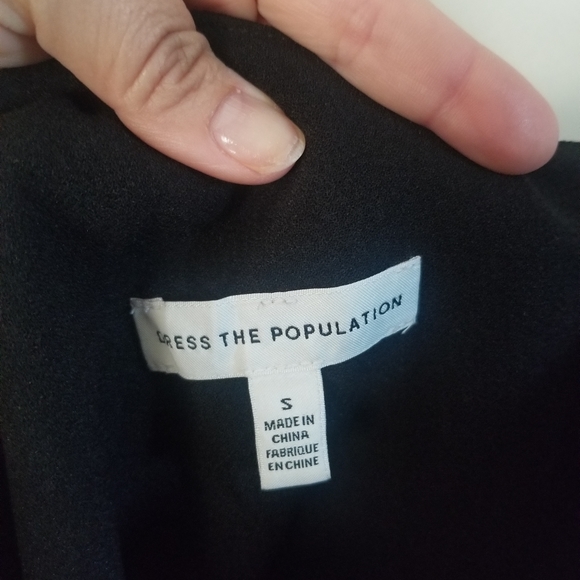 DRESS THE POPULATION
S
MADE IN
CHINA
FABRIQUE
EN CHINE